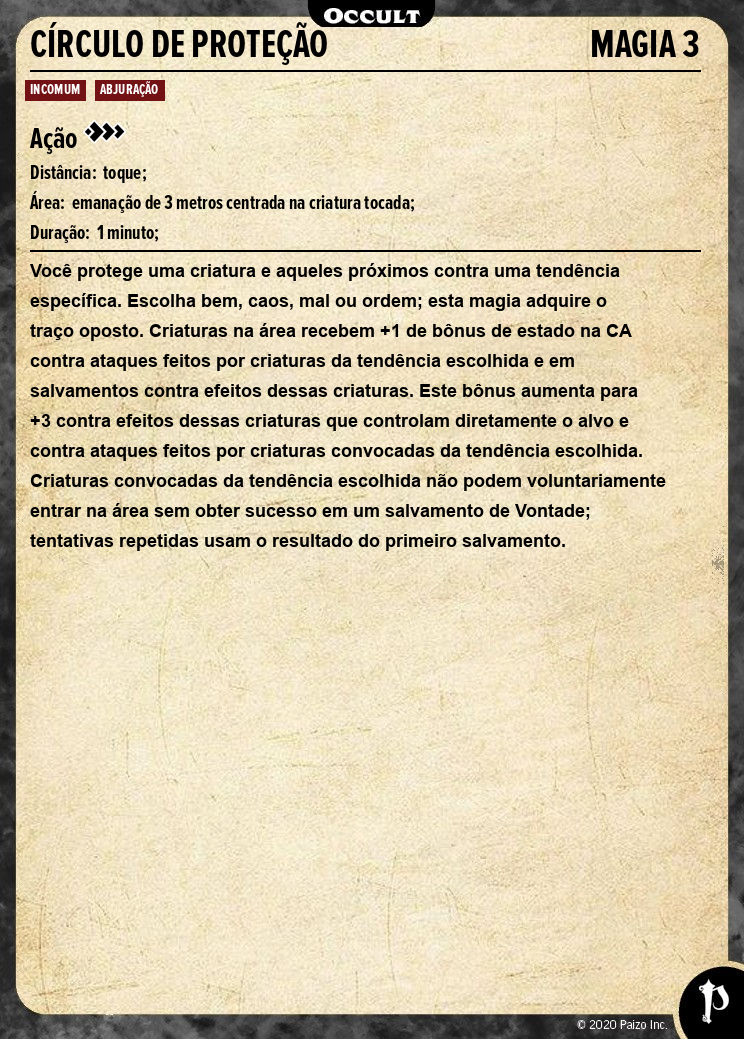 OCCULT
CÍRCULO DE PROTEÇÃO MAGIA 3
INCOMUM ABJURAÇÃO
Ação
Distância: toque;
Área: emanação de 3 metros centrada na criatura tocada;
Duração: 1 minuto;
Você protege uma criatura e aqueles próximos contra uma tendência
específica. Escolha bem, caos, mal ou ordem; esta magia adquire o
traço oposto. Criaturas na área recebem +1 de bônus de estado na CA
contra ataques feitos por criaturas da tendência escolhida e em
salvamentos contra efeitos dessas criaturas. Este bônus aumenta para
+3 contra efeitos dessas criaturas que controlam diretamente o alvo e
contra ataques feitos por criaturas convocadas da tendência escolhida.
Criaturas convocadas da tendência escolhida não podem voluntariamente
entrar na área sem obter sucesso em um salvamento de Vontade;
tentativas repetidas usam o resultado do primeiro salvamento.
© 2020 Paizo Inc.
P